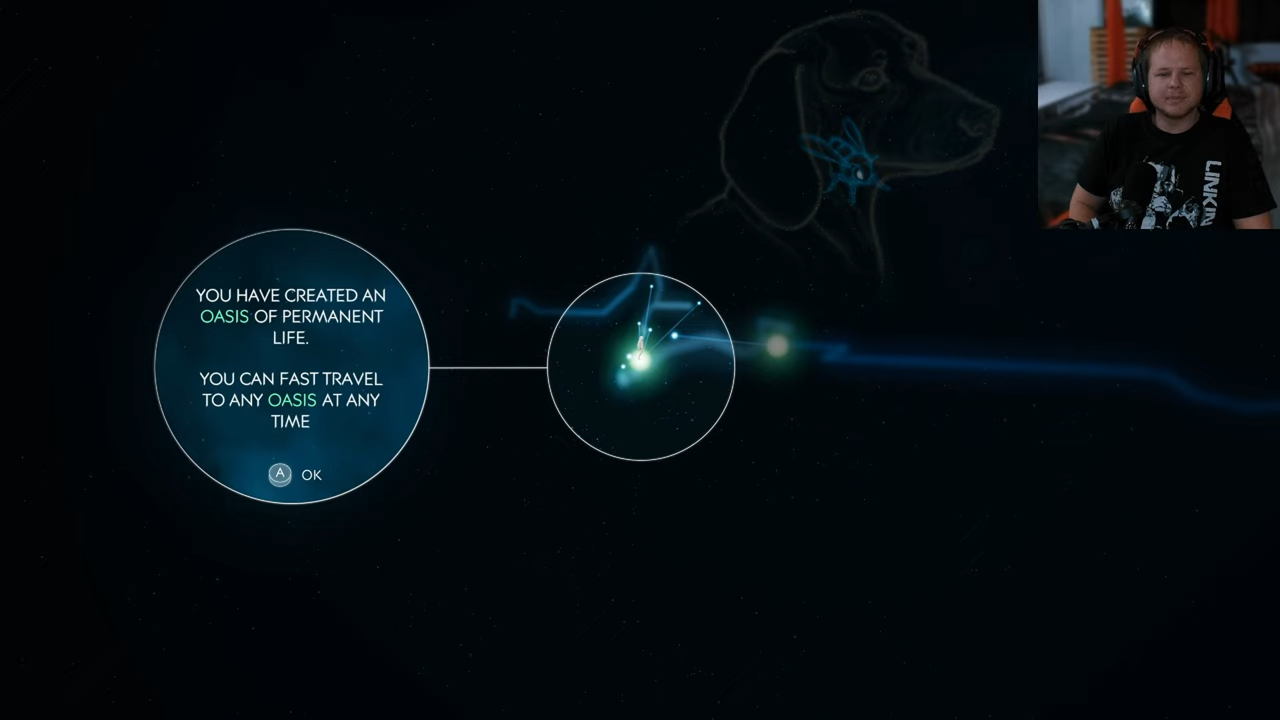 YOU HAVE CREATED AN
OASIS OF PERMANENT
LIFE.
YOU CAN FAST TRAVEL
TO ANY OASIS AT ANY
TIME
A OK
LINKIN